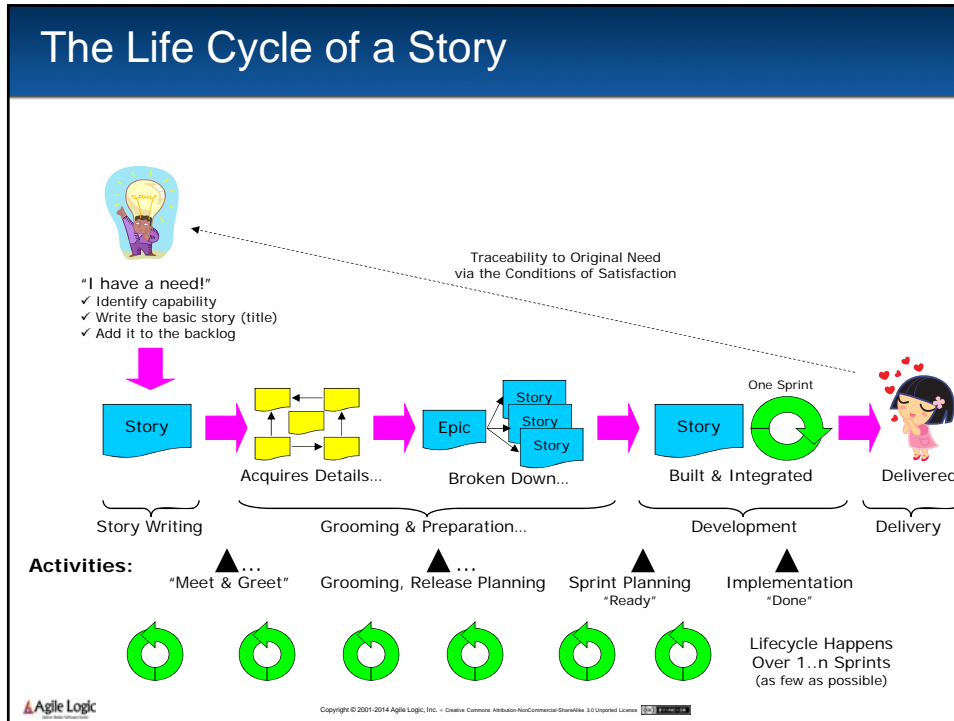 The Life Cycle of a Story
Traceability to Original Need
via the Conditions of Satisfaction
"I have a need!"
✓ Identify capability
✓ Write the basic story (title)
✓ Add it to the backlog
One Sprint
Story
Epic
Story
Story
Story
Story
Acquires Details...
Broken Down...
Built & Integrated
Delivered
Story Writing
Grooming & Preparation...
Development
Delivery
Activities:
...
...
"Meet & Greet"
Grooming, Release Planning
Sprint Planning
"Ready"
Implementation
"Done"
Lifecycle Happens
Over 1..n Sprints
(as few as possible)
Agile Logic
Copyright © 2001-2014 Agile Logic, Inc. ÷ Creative Commons Attribution-NonCommercial-ShareAlike 3.0 Unported License